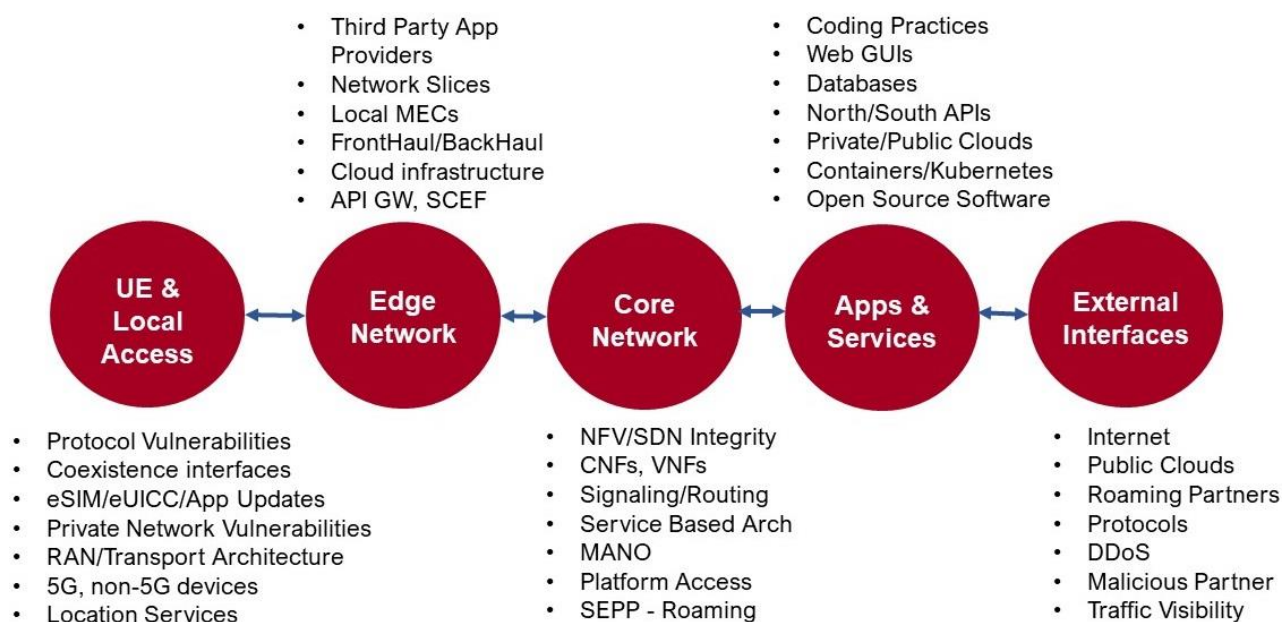 • Third Party App
Providers
• Network Slices
• Local MECs
• FrontHaul/BackHaul
• Cloud infrastructure
• API GW, SCEF
• Coding Practices
• Web GUIs
• Databases
• North/South APIs
• Private/Public Clouds
• Containers/Kubernetes
• Open Source Software
UE &
Local
Access
Edge
Network
Core
Network
Apps &
Services
External
Interfaces
• Protocol Vulnerabilities
• Coexistence interfaces
• eSIM/eUICC/App Updates
• Private Network Vulnerabilities
• RAN/Transport Architecture
• 5G, non-5G devices
• Location Services
• NFV/SDN Integrity
• CNFs, VNFs
• Signaling/Routing
• Service Based Arch
• MANO
• Platform Access
• SEPP - Roaming
• Internet
• Public Clouds
• Roaming Partners
• Protocols
• DDoS
• Malicious Partner
• Traffic Visibility